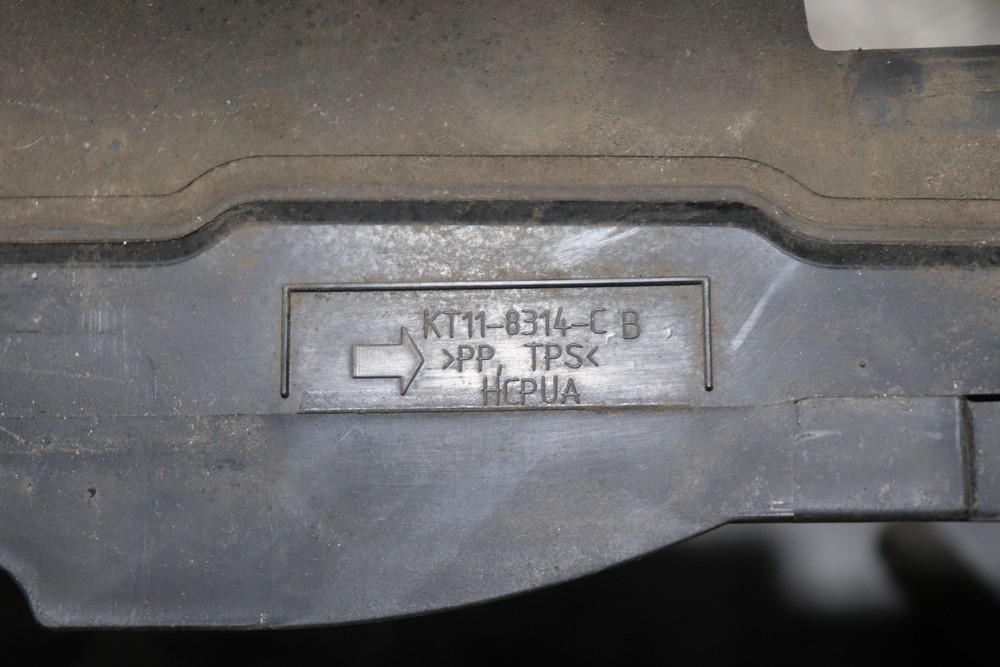 KT11-8314-C B
>PP, TPS<
HCPUA